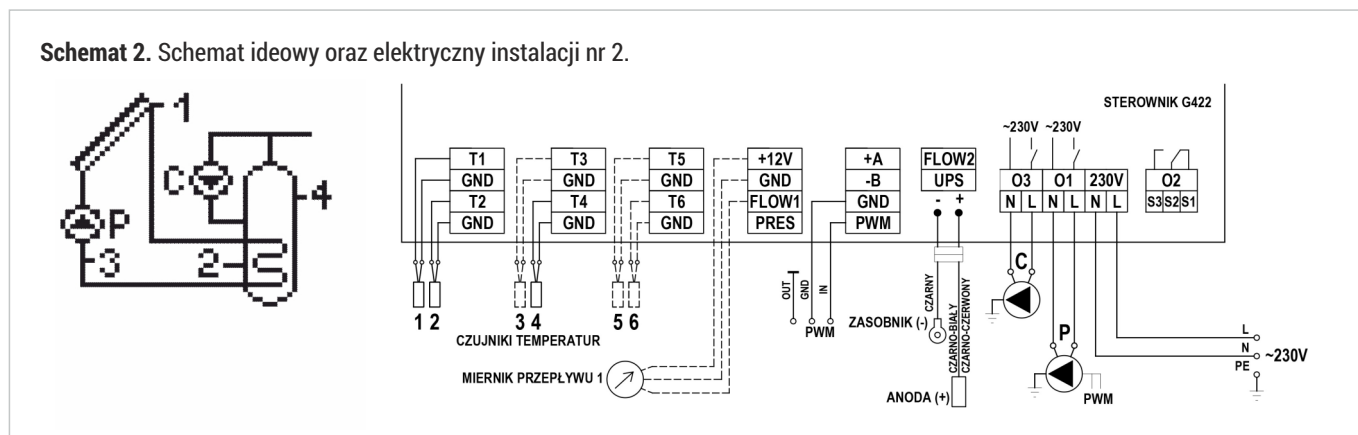 Schemat 2. Schemat ideowy oraz elektryczny instalacji nr 2.
1
C
4
P
3
2
STEROWNIK G422
~230V ~230V
T1 T3 T5 +12V +A FLOW2
GND GND GND GND -B UPS O3 O1 230V O2
T2 T4 T6 FLOW1 GND - + N L N L N L S3 S2 S1
GND GND GND PRES PWM
C
OUT GND IN
CZARNY
CZARNO-BIAŁY
CZARNO-CZERWONY
1 2 3 4 5 6
PWM
ZASOBNIK (-)
CZUJNIKI TEMPERATUR
P
L
N
~230V
PE
MIERNIK PRZEPŁYWU 1
ANODA (+)
PWM